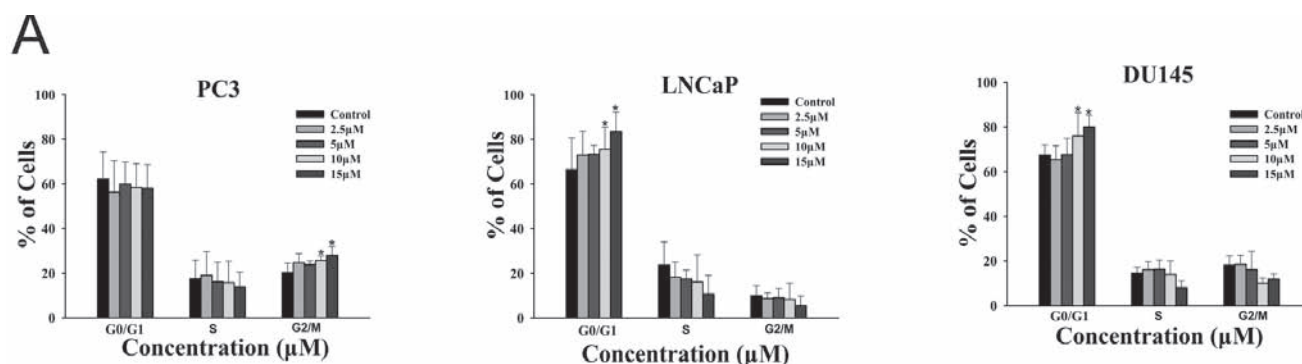 A
PC3
% of Cells
100
80
60
40
20
0
Control
2.5µM
5µM
10µM
15µM
* *
G0/G1 S G2/M
Concentration (µM)
LNCaP
% of Cells
100
80
60
40
20
0
Control
2.5µM
5µM
10µM
15µM
* *
G0/G1 S G2/M
Concentration (µM)
DU145
% of Cells
100
80
60
40
20
0
Control
2.5µM
5µM
10µM
15µM
* *
G0/G1 S G2/M
Concentration (µM)